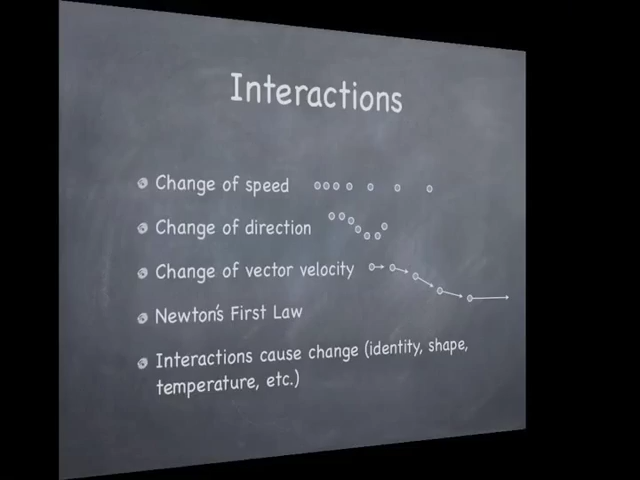 Interactions
Change of speed
Change of direction
Change of vector velocity
Newton's First Law
Interactions cause change (identity, shape,
temperature, etc.)